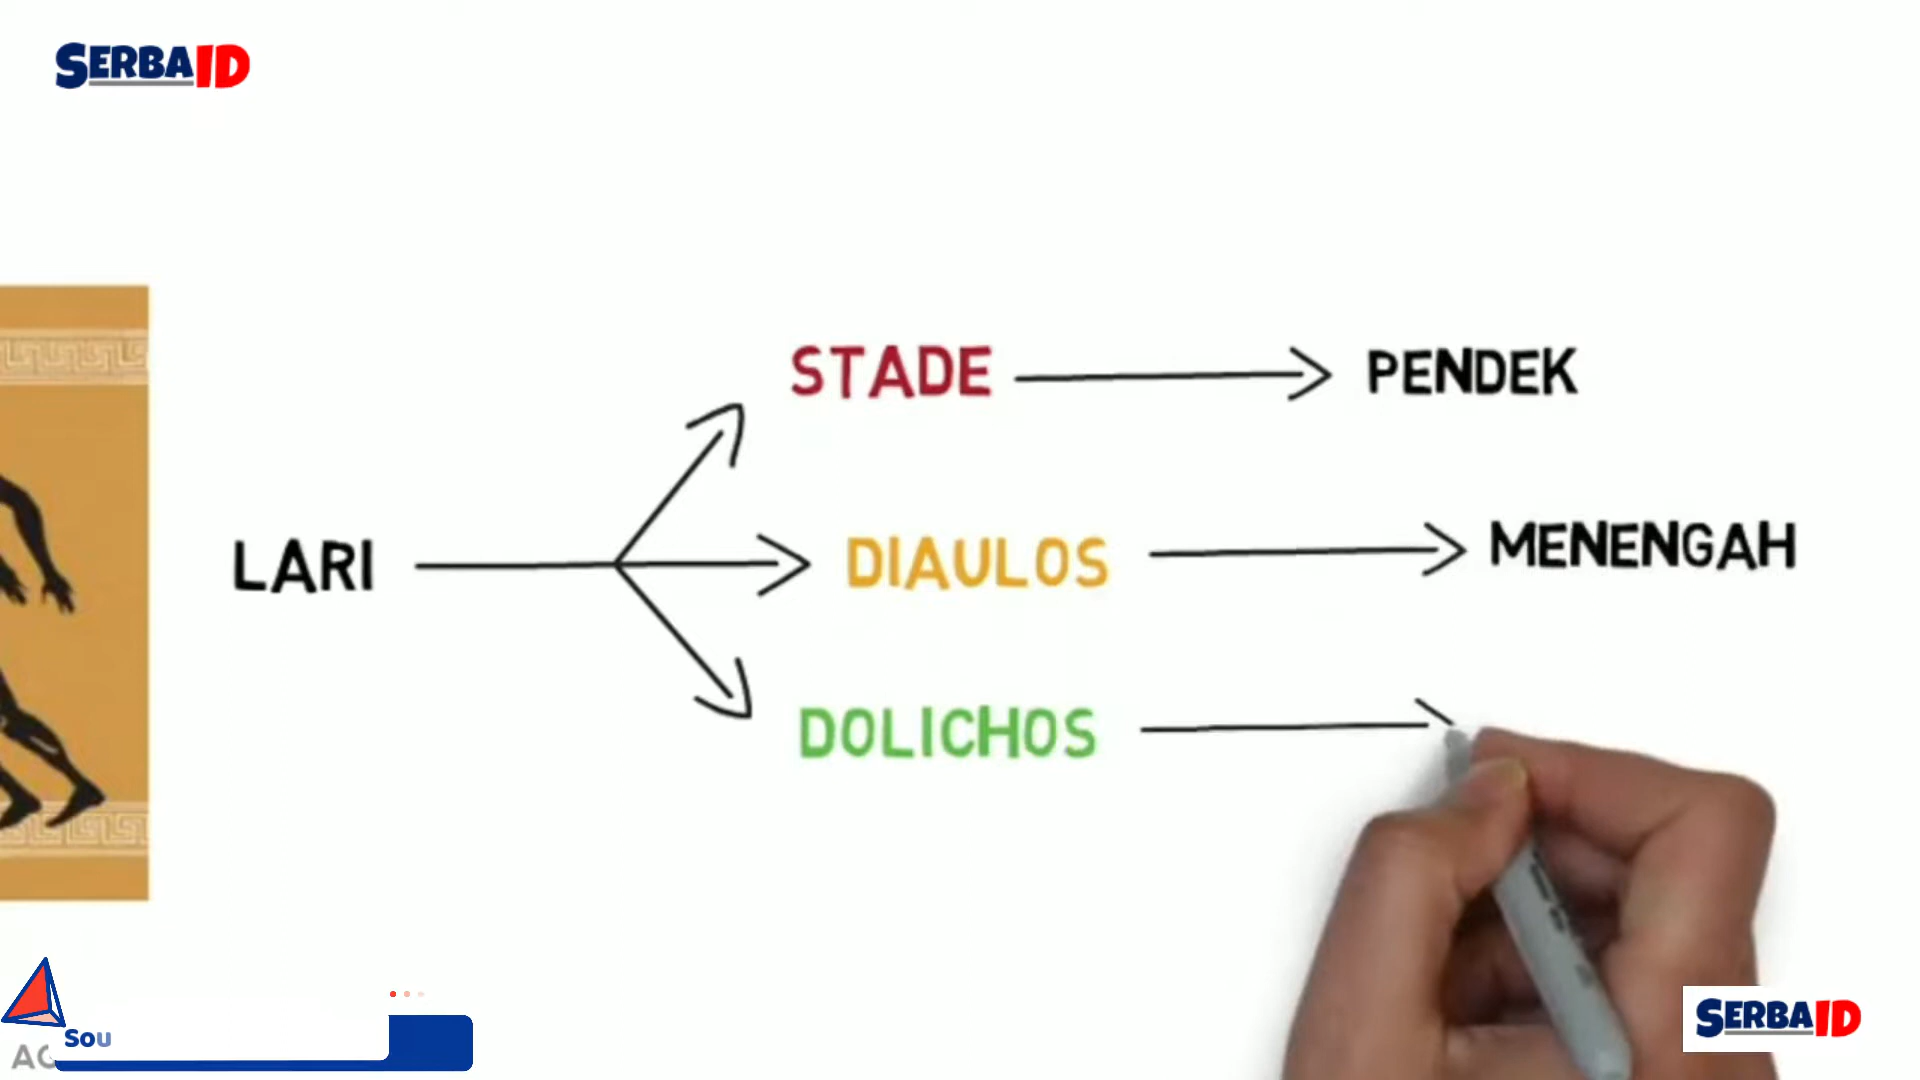 SERBAID
STADE
PENDEK
LARI
DIAULOS
MENENGAH
DOLICHOS
Sou
SERBAID